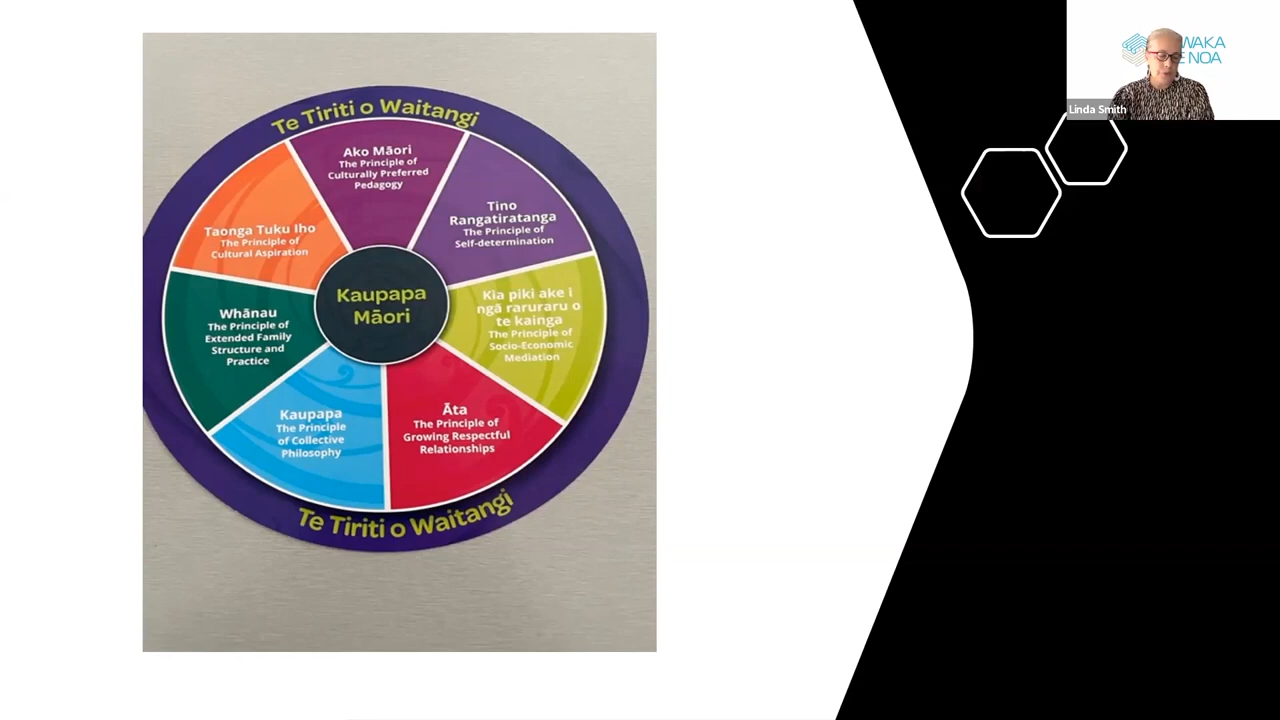 WAKA
E NOA
Linda Smith
Te Tiriti o Waitangi
Ako Māori
The Principle of
Culturally Preferred
Pedagogy
Tino
Rangatiratanga
The Principle of
Self-determination
Kia piki ake i
ngā raruraru o
te kainga
The Principle of
Socio-Economic
Mediation
Āta
The Principle of
Growing Respectful
Relationships
Kaupapa
The Principle
of Collective
Philosophy
Whānau
The Principle of
Extended Family
Structure and
Practice
Taonga Tuku Iho
The Principle of
Cultural Aspiration
Kaupapa
Māori
Te Tiriti o Waitangi